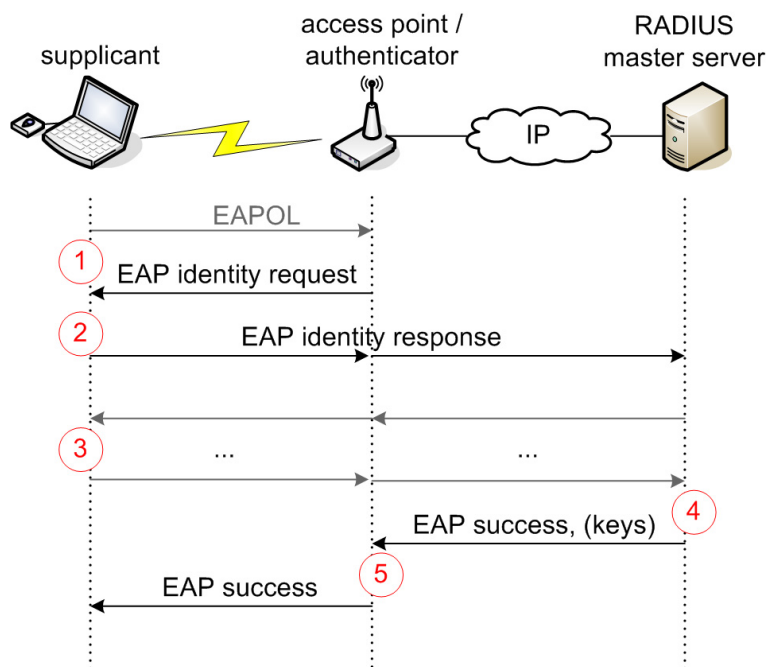 supplicant
access point /
authenticator
RADIUS
master server
IP
EAPOL
1
EAP identity request
2
EAP identity response
3
...
...
4
EAP success, (keys)
5
EAP success